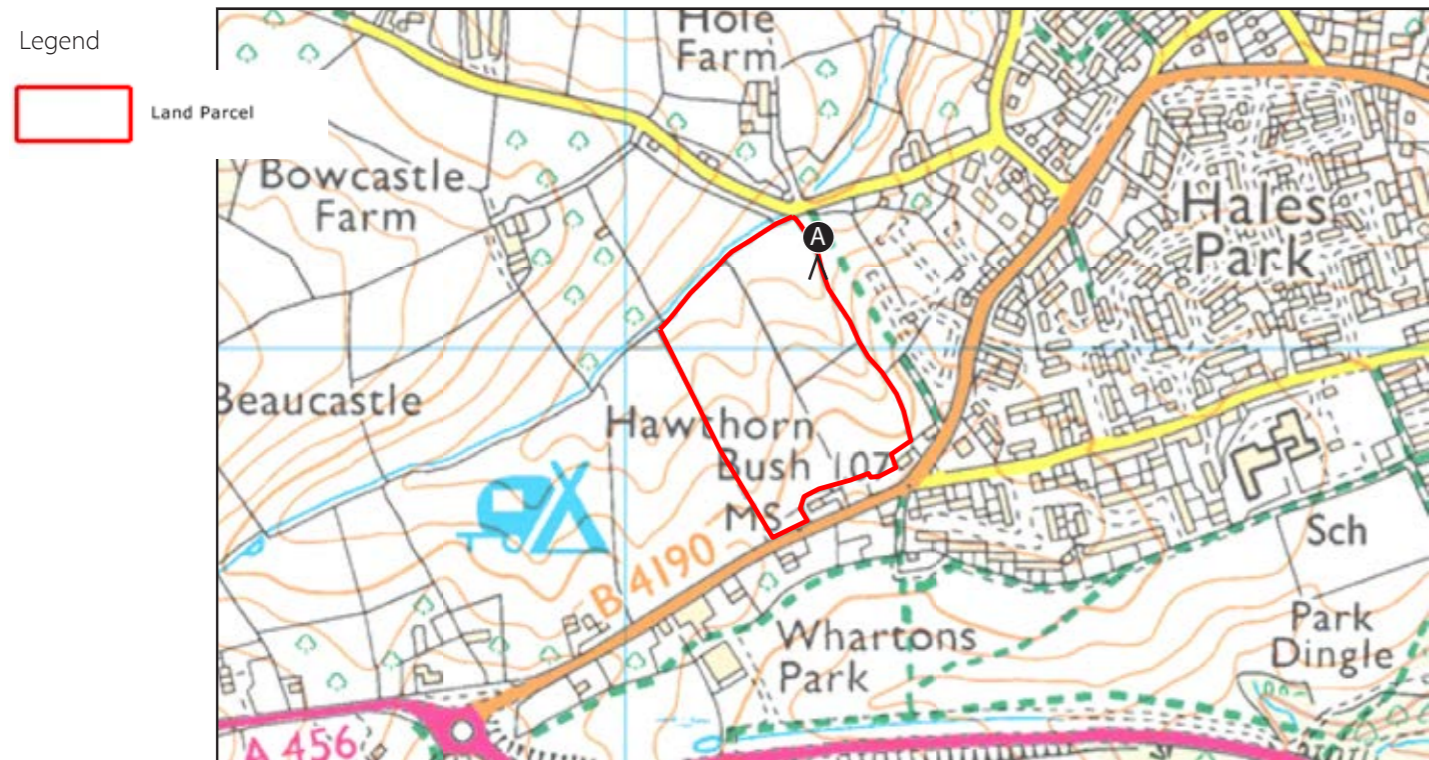 Legend
Land Parcel
Hole
Farm
Bowcastle
Farm
A
Hales
Park
Beaucastle
Hawthorn
Bush 107
MS
B 4190
Sch
Whartons
Park
Park
Dingle
A 456